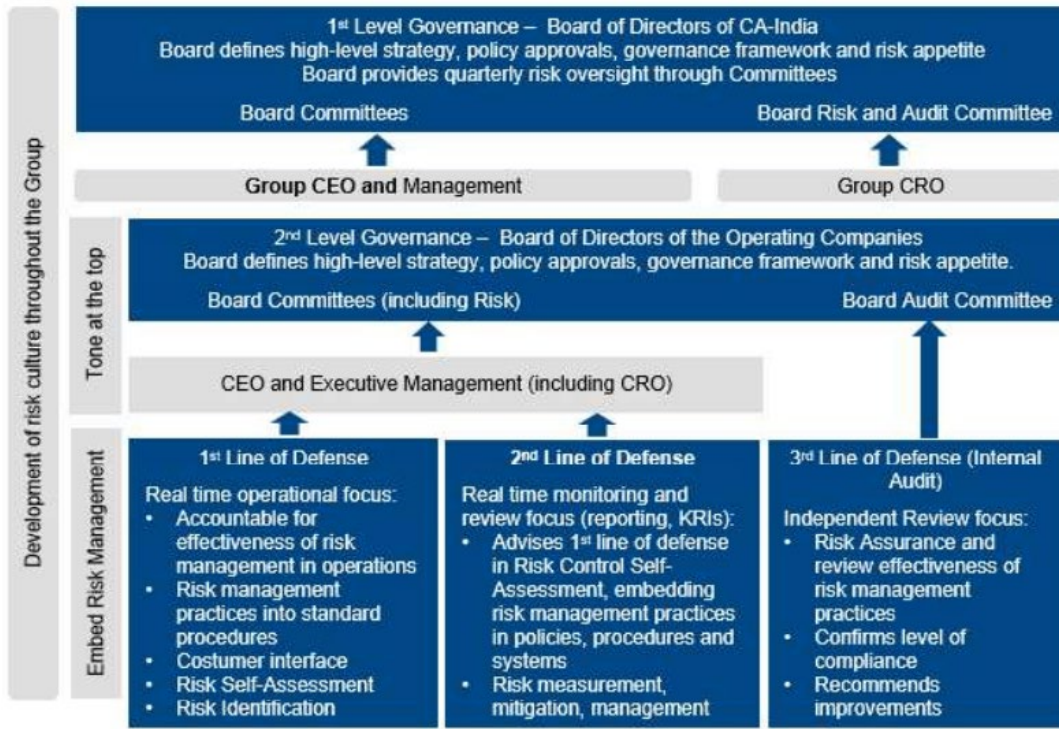 Development of risk culture throughout the Group
1st Level Governance – Board of Directors of CA-India
Board defines high-level strategy, policy approvals, governance framework and risk appetite
Board provides quarterly risk oversight through Committees
Board Committees
Board Risk and Audit Committee
Group CEO and Management
Group CRO
Tone at the top
2nd Level Governance – Board of Directors of the Operating Companies
Board defines high-level strategy, policy approvals, governance framework and risk appetite.
Board Committees (including Risk)
Board Audit Committee
CEO and Executive Management (including CRO)
Embed Risk Management
1st Line of Defense
Real time operational focus:
• Accountable for
effectiveness of risk
management in operations
• Risk management
practices into standard
procedures
• Costumer interface
• Risk Self-Assessment
• Risk Identification
2nd Line of Defense
Real time monitoring and
review focus (reporting, KRIs):
• Advises 1st line of defense
in Risk Control Self-
Assessment, embedding
risk management practices
in policies, procedures and
systems
• Risk measurement,
mitigation, management
3rd Line of Defense (Internal
Audit)
Independent Review focus:
• Risk Assurance and
review effectiveness of
risk management
practices
• Confirms level of
compliance
• Recommends
improvements